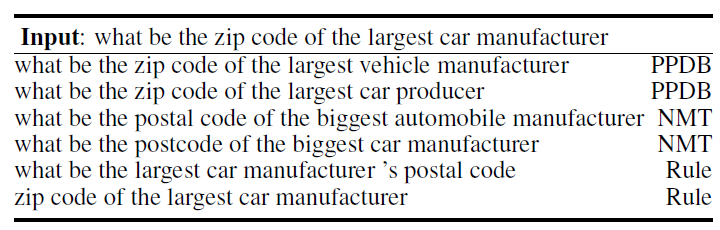 Input: what be the zip code of the largest car manufacturer
what be the zip code of the largest vehicle manufacturer PPDB
what be the zip code of the largest car producer PPDB
what be the postal code of the biggest automobile manufacturer NMT
what be the postcode of the biggest car manufacturer NMT
what be the largest car manufacturer 's postal code Rule
zip code of the largest car manufacturer Rule